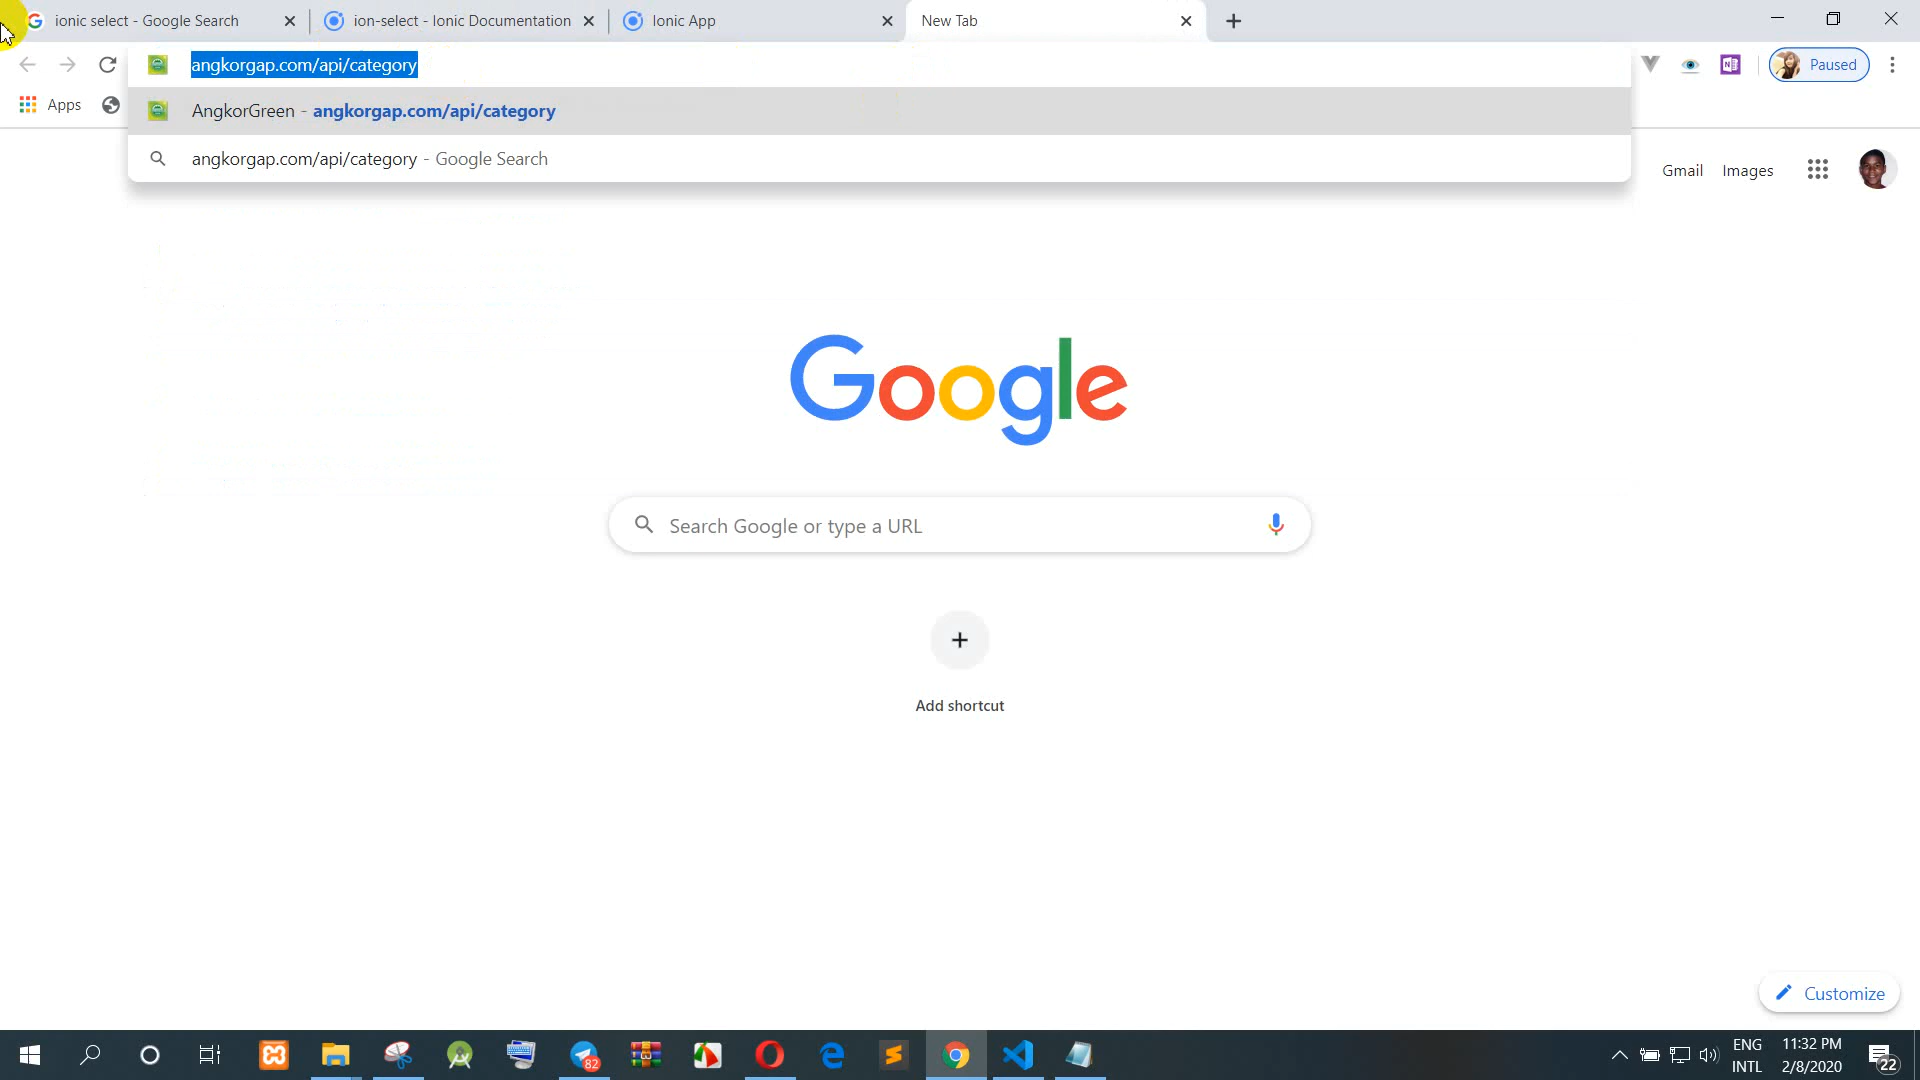 ionic select - Google Search
ion-select - Ionic Documentation
Ionic App
New Tab
angkorgap.com/api/category
Paused
Apps
AngkorGreen - angkorgap.com/api/category
angkorgap.com/api/category - Google Search
Gmail
Images
Google
Search Google or type a URL
Add shortcut
Customize
82
ENG
INTL
11:32 PM
2/8/2020
22